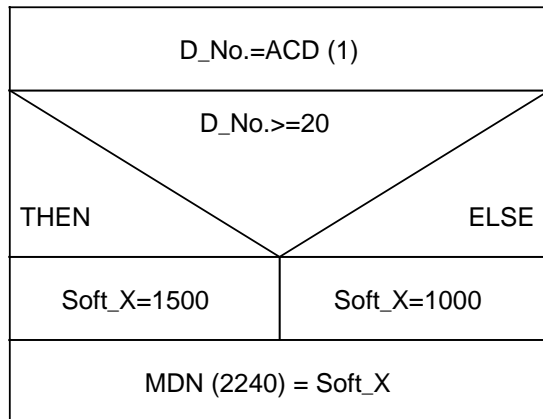 D_No.=ACD (1)
D_No.>=20
THEN
ELSE
Soft_X=1500
Soft_X=1000
MDN (2240) = Soft_X